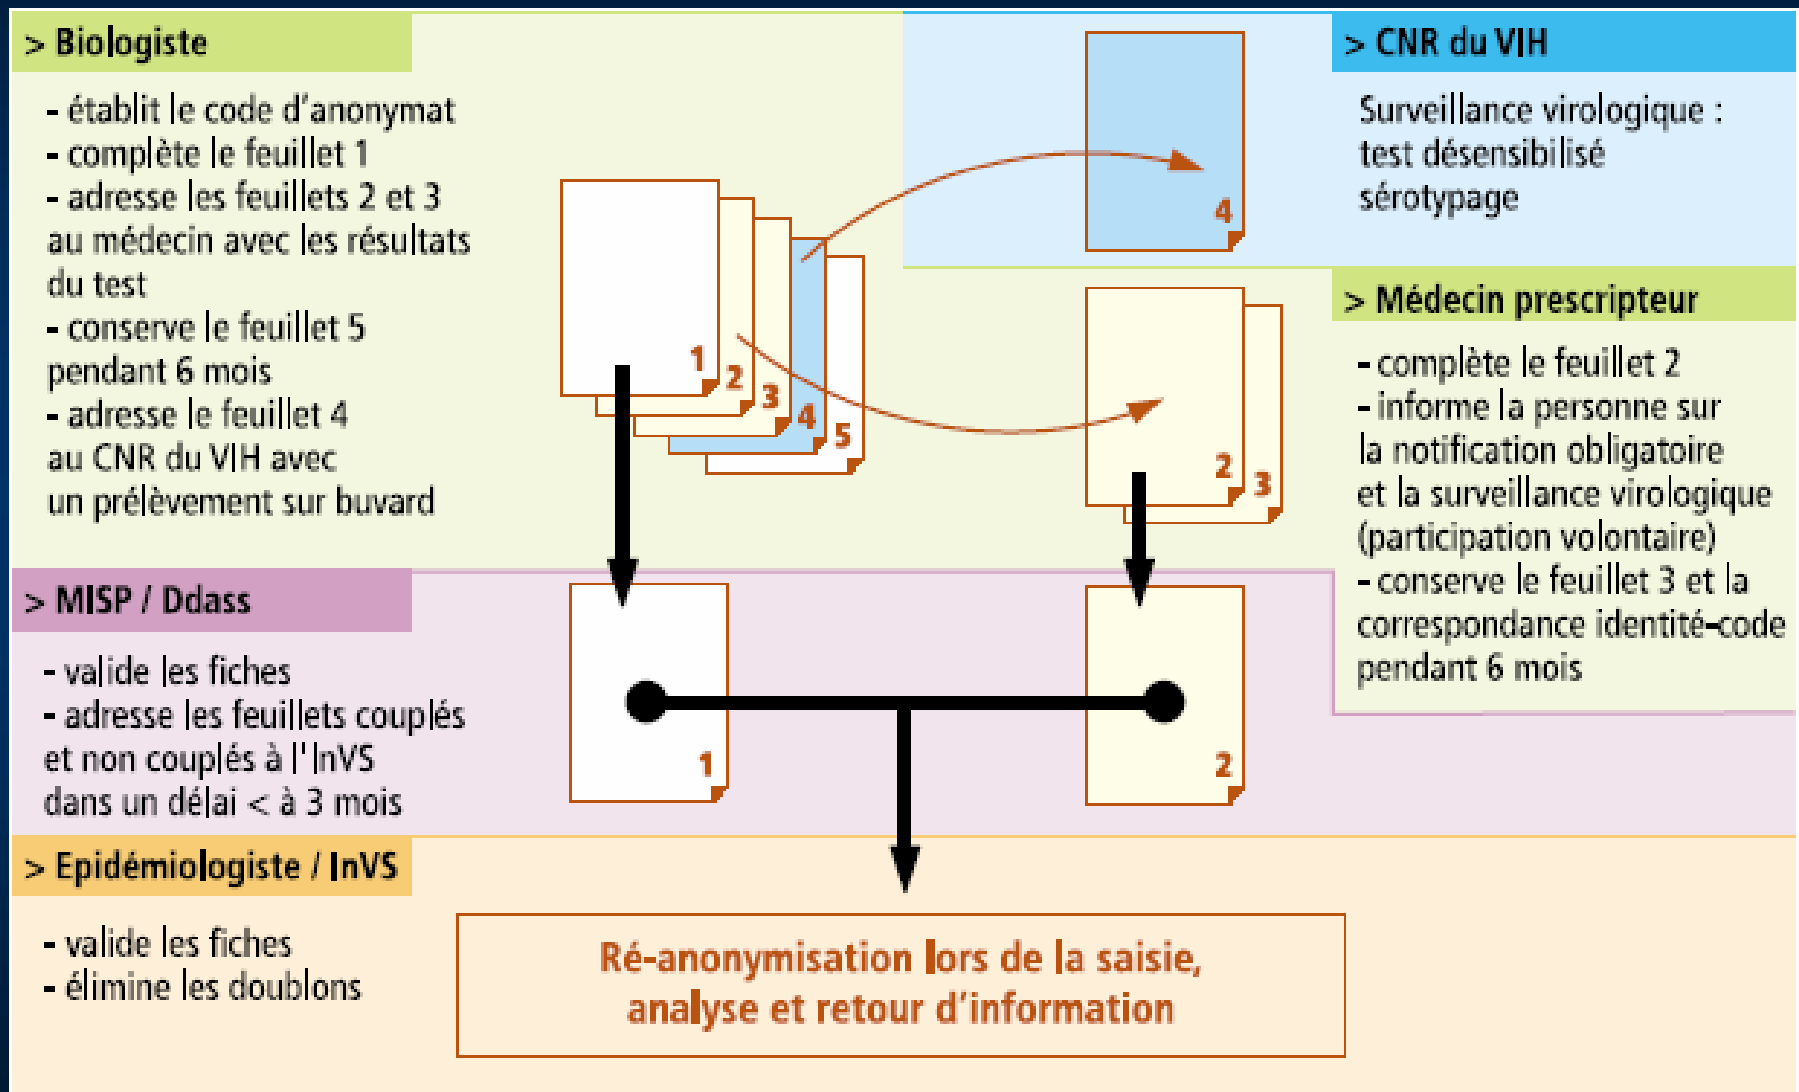 > Biologiste
- établit le code d'anonymat
- complète le feuillet 1
- adresse les feuillets 2 et 3
au médecin avec les résultats
du test
- conserve le feuillet 5
pendant 6 mois
- adresse le feuillet 4
au CNR du VIH avec
un prélèvement sur buvard
1
2
3
4
5
4
> CNR du VIH
Surveillance virologique :
test désensibilisé
sérotypage
2
3
> Médecin prescripteur
- complète le feuillet 2
- informe la personne sur
la notification obligatoire
et la surveillance virologique
(participation volontaire)
- conserve le feuillet 3 et la
correspondance identité-code
pendant 6 mois
> MISP / Ddass
- valide les fiches
- adresse les feuillets couplés
et non couplés à l'InVS
dans un délai < à 3 mois
1
2
> Epidémiologiste / InVS
- valide les fiches
- élimine les doublons
Ré-anonymisation lors de la saisie,
analyse et retour d'information